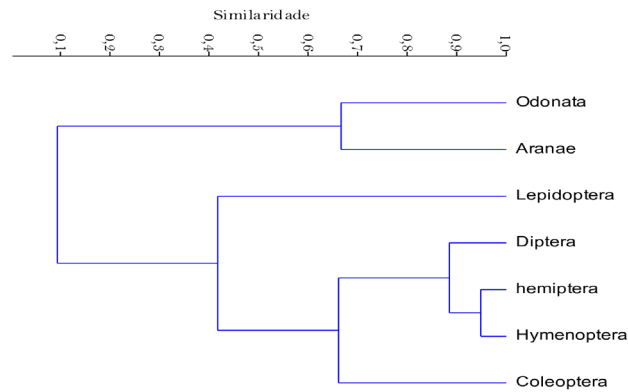 Similaridade
0,1 0,2 0,3 0,4 0,5 0,6 0,7 0,8 0,9 1,0
Odonata
Aranae
Lepidoptera
Diptera
hemiptera
Hymenoptera
Coleoptera